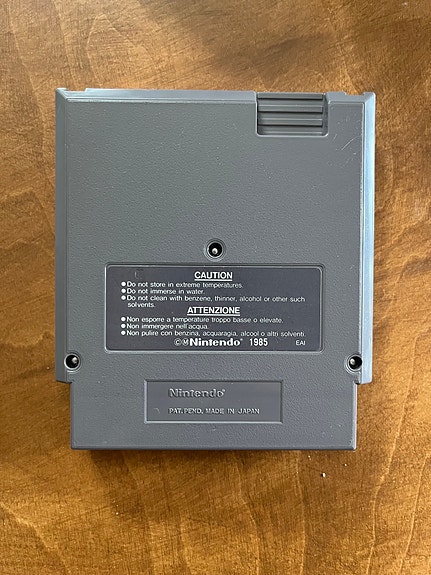 CAUTION
●Do not store in extreme temperatures.
●Do not immerse in water.
●Do not clean with benzene, thinner, alcohol or other such
solvents.
ATTENZIONE
●Non esporre a temperature troppo basse o elevate.
●Non immergere nell'acqua.
●Non pulire con benzina, acquaragia, alcool o altri solventi.
©ⓂNintendo® 1985 EAI
Nintendo®
PAT. PEND. MADE IN JAPAN